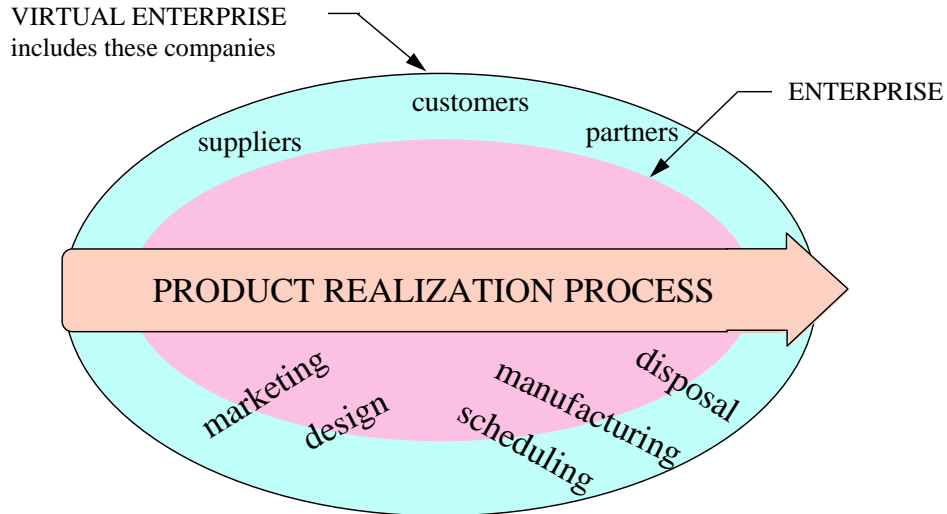 VIRTUAL ENTERPRISE
includes these companies
customers
ENTERPRISE
partners
suppliers
PRODUCT REALIZATION PROCESS
marketing
design
scheduling
manufacturing
disposal